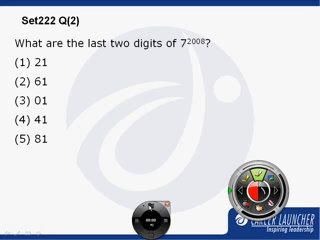 Set222 Q(2)
What are the last two digits of 7²⁰⁰⁸?
(1) 21
(2) 61
(3) 01
(4) 41
(5) 81
CAREER LAUNCHER
Inspiring leadership